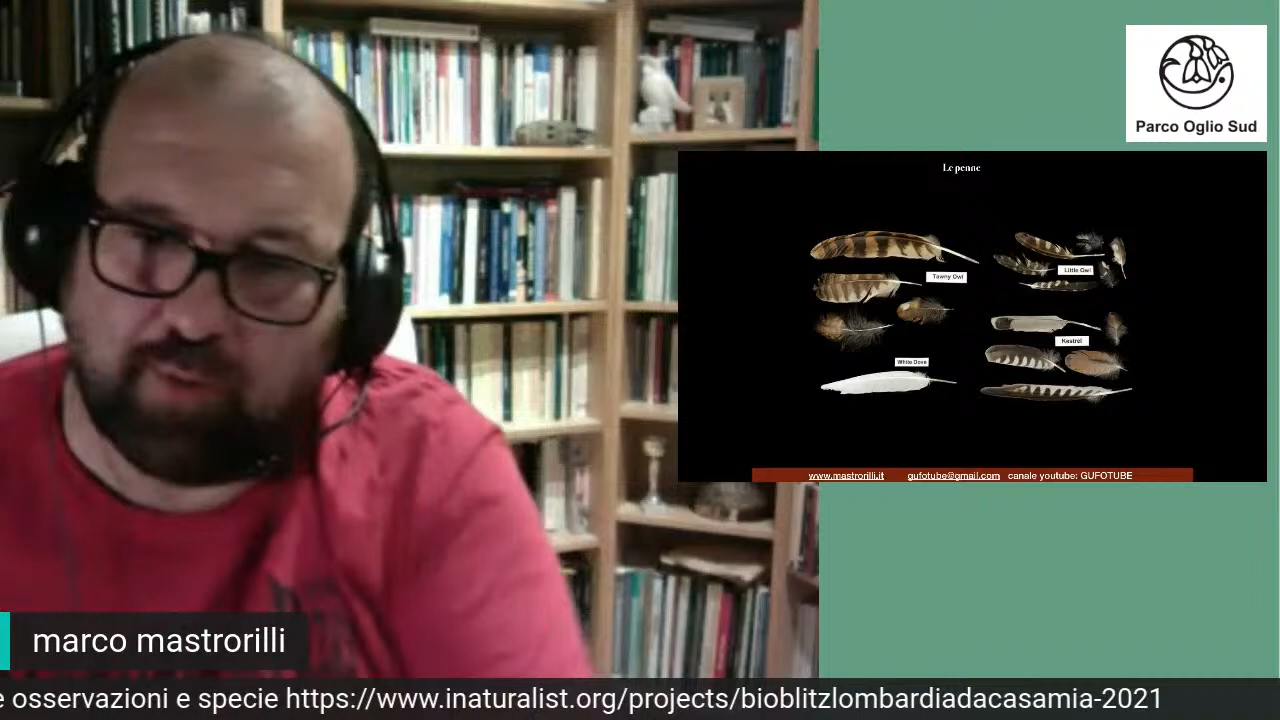 Parco Oglio Sud
Le penne
Tawny Owl
Little Owl
Kestrel
White Dove
www.mastrorilli.it gufotube@gmail.com canale youtube: GUFOTUBE
marco mastrorilli
e osservazioni e specie https://www.inaturalist.org/projects/bioblitzlombardiadacasamia-2021